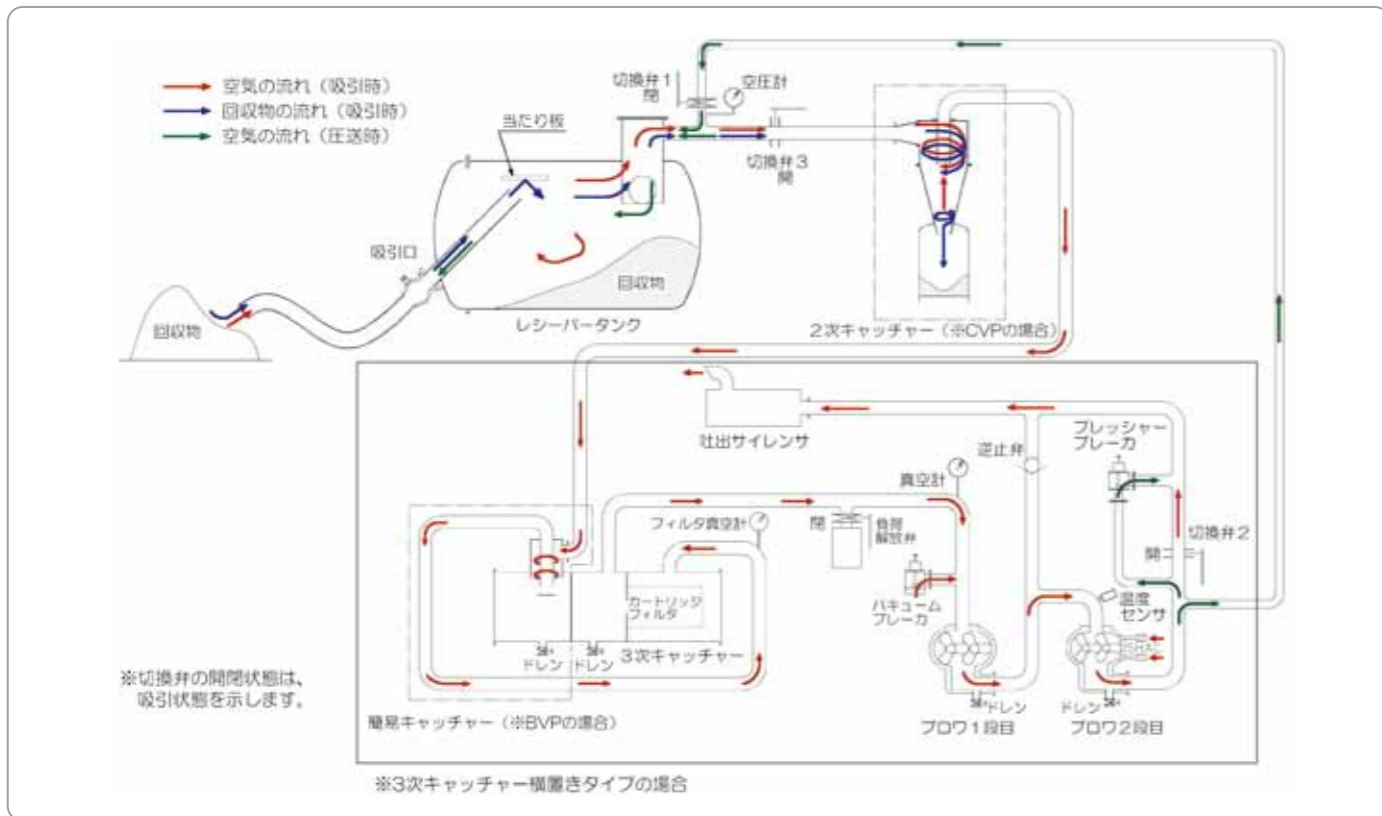 空気の流れ（吸引時）
回収物の流れ（吸引時）
空気の流れ（圧送時）
切換弁1
閉
空圧計
当たり板
切換弁3
開
吸引口
回収物
回収物
レシーバータンク
2次キャッチャー（※CVPの場合）
吐出サイレンサ
逆止弁
プレッシャー
ブレーカ
真空計
フィルタ真空計
閉
負荷
解放弁
切換弁2
開
バキューム
ブレーカ
温度
センサ
カートリッジ
フィルタ
SHA
ドレン
ドレン
3次キャッチャー
※切換弁の開閉状態は、
吸引状態を示します。
ドレン
ドレン
簡易キャッチャー（※BVPの場合）
ブロワ1段目
ブロワ2段目
※3次キャッチャー横置きタイプの場合